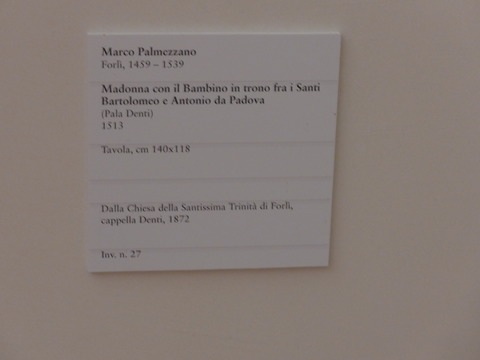 Marco Palmezzano
Forlì, 1459 – 1539
Madonna con il Bambino in trono fra i Santi
Bartolomeo e Antonio da Padova
(Pala Denti)
1513
Tavola, cm 140x118
Dalla Chiesa della Santissima Trinità di Forlì,
cappella Denti, 1872
Inv. n. 27